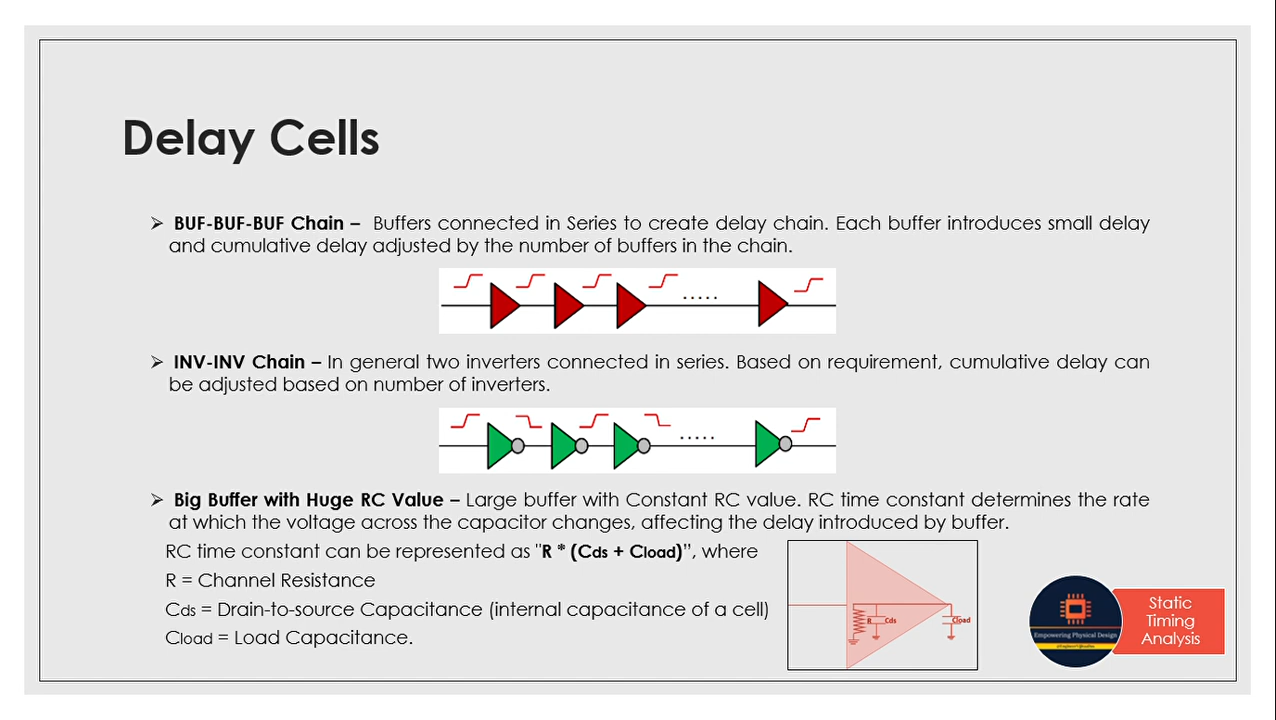 Delay Cells
➢ BUF-BUF-BUF Chain – Buffers connected in Series to create delay chain. Each buffer introduces small delay
and cumulative delay adjusted by the number of buffers in the chain.
.....
➢ INV-INV Chain – In general two inverters connected in series. Based on requirement, cumulative delay can
be adjusted based on number of inverters.
.....
➢ Big Buffer with Huge RC Value – Large buffer with Constant RC value. RC time constant determines the rate
at which the voltage across the capacitor changes, affecting the delay introduced by buffer.
RC time constant can be represented as "R * (Cds + Cload)”, where
R = Channel Resistance
Cds = Drain-to-source Capacitance (internal capacitance of a cell)
Cload = Load Capacitance.
R Cds Cload
Empowering Physical Design
Static
Timing
Analysis